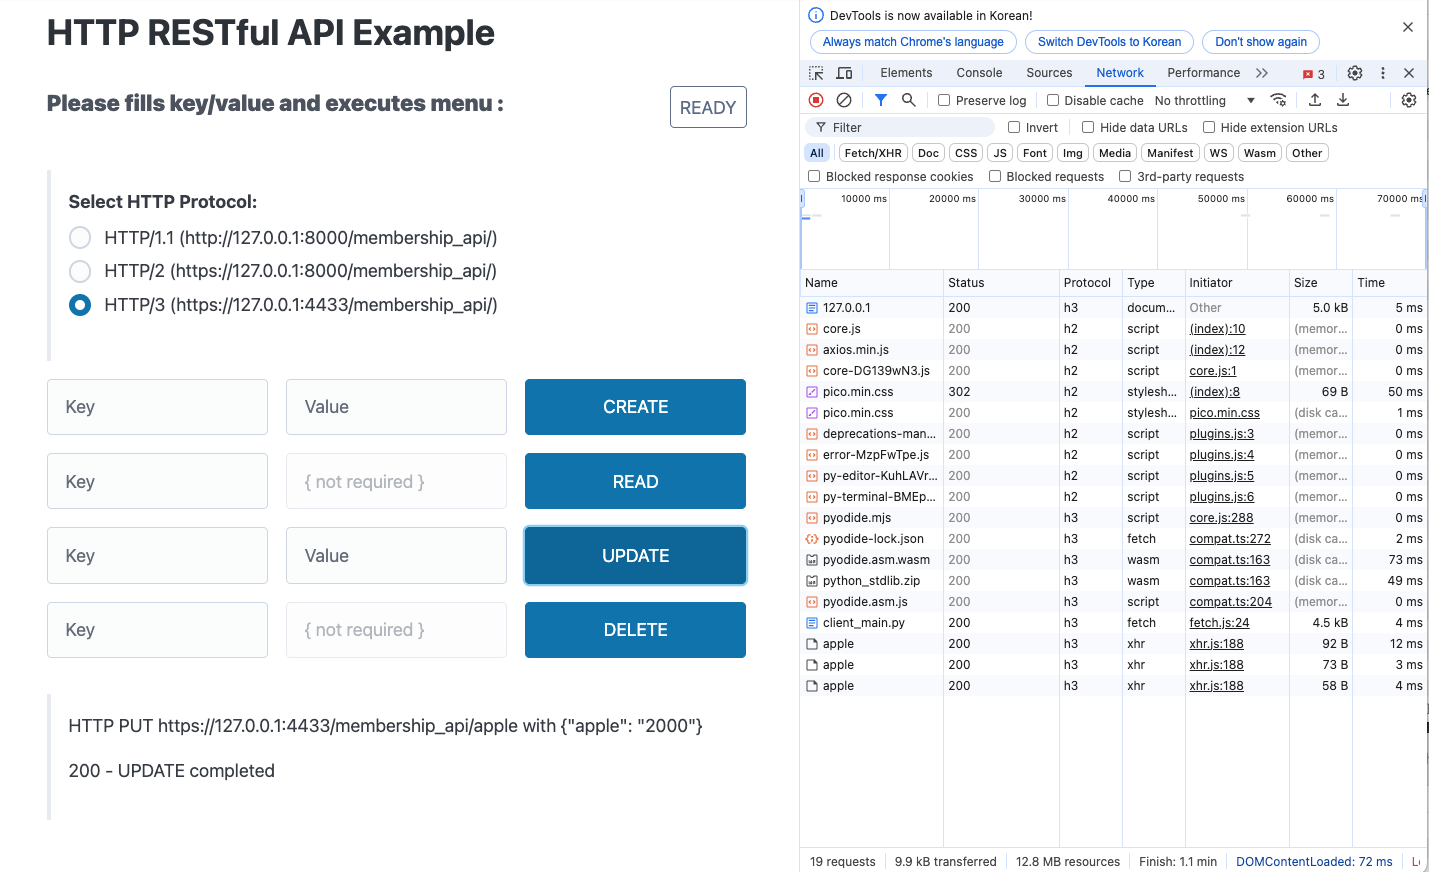 HTTP RESTful API Example
Please fills key/value and executes menu :
READY
Select HTTP Protocol:
HTTP/1.1 (http://127.0.0.1:8000/membership_api/)
HTTP/2 (https://127.0.0.1:8000/membership_api/)
HTTP/3 (https://127.0.0.1:4433/membership_api/)
Key Value CREATE
Key { not required } READ
Key Value UPDATE
Key { not required } DELETE
HTTP PUT https://127.0.0.1:4433/membership_api/apple with {"apple": "2000"}
200 - UPDATE completed
DevTools is now available in Korean!
Always match Chrome's language Switch DevTools to Korean Don't show again
Elements Console Sources Network Performance 3
Preserve log Disable cache No throttling
Filter Invert Hide data URLs Hide extension URLs
All Fetch/XHR Doc CSS JS Font Img Media Manifest WS Wasm Other
Blocked response cookies Blocked requests 3rd-party requests
10000 ms 20000 ms 30000 ms 40000 ms 50000 ms 60000 ms 70000 ms
Name Status Protocol Type Initiator Size Time
127.0.0.1 200 h3 docum... Other 5.0 kB 5 ms
core.js 200 h2 script (index):10 (memor... 0 ms
axios.min.js 200 h2 script (index):12 (memor... 0 ms
core-DG139wN3.js 200 h2 script core.js:1 (memor... 0 ms
pico.min.css 302 h2 stylesh... (index):8 69 B 50 ms
pico.min.css 200 h2 stylesh... pico.min.css (disk ca... 1 ms
deprecations-man... 200 h2 script plugins.js:3 (memor... 0 ms
error-MzpFwTpe.js 200 h2 script plugins.js:4 (memor... 0 ms
py-editor-KuhLAVr... 200 h2 script plugins.js:5 (memor... 0 ms
py-terminal-BMEp... 200 h2 script plugins.js:6 (memor... 0 ms
pyodide.mjs 200 h3 script core.js:288 (memor... 0 ms
pyodide-lock.json 200 h3 fetch compat.ts:272 (disk ca... 2 ms
pyodide.asm.wasm 200 h3 wasm compat.ts:163 (disk ca... 73 ms
python_stdlib.zip 200 h3 wasm compat.ts:163 (disk ca... 49 ms
pyodide.asm.js 200 h3 script compat.ts:204 (memor... 0 ms
client_main.py 200 h3 fetch fetch.js:24 4.5 kB 4 ms
apple 200 h3 xhr xhr.js:188 92 B 12 ms
apple 200 h3 xhr xhr.js:188 73 B 3 ms
apple 200 h3 xhr xhr.js:188 58 B 4 ms
19 requests 9.9 kB transferred 12.8 MB resources Finish: 1.1 min DOMContentLoaded: 72 ms